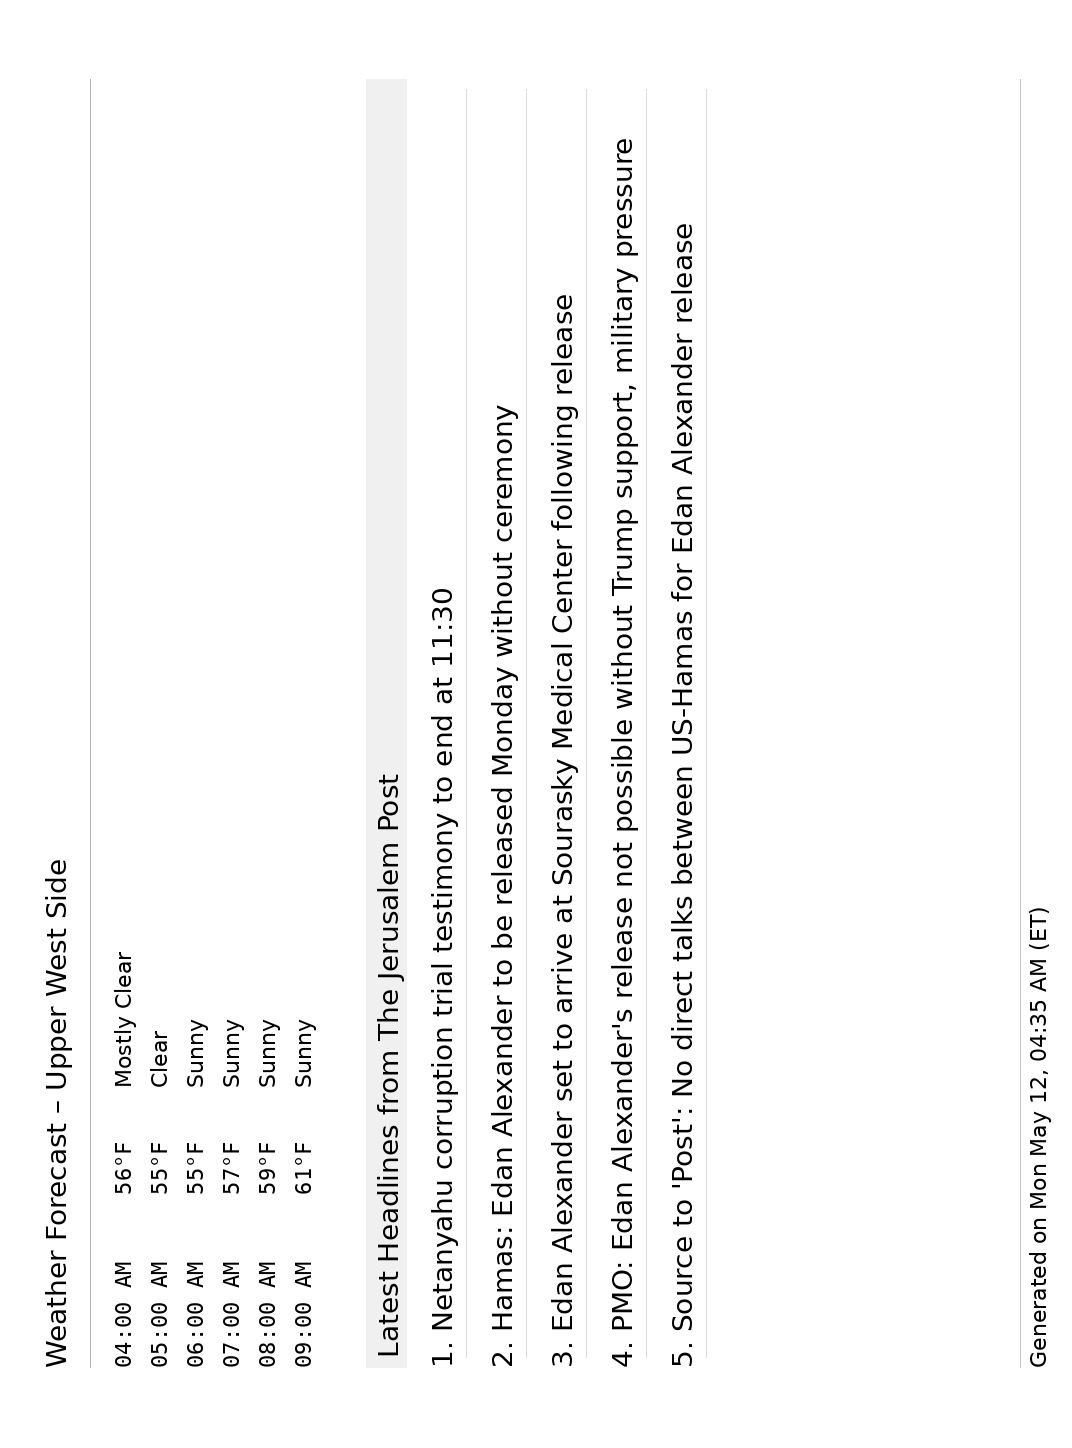 Weather Forecast – Upper West Side
04:00 AM 56°F Mostly Clear
05:00 AM 55°F Clear
06:00 AM 55°F Sunny
07:00 AM 57°F Sunny
08:00 AM 59°F Sunny
09:00 AM 61°F Sunny
Latest Headlines from The Jerusalem Post
1. Netanyahu corruption trial testimony to end at 11:30
2. Hamas: Edan Alexander to be released Monday without ceremony
3. Edan Alexander set to arrive at Sourasky Medical Center following release
4. PMO: Edan Alexander's release not possible without Trump support, military pressure
5. Source to 'Post': No direct talks between US-Hamas for Edan Alexander release
Generated on Mon May 12, 04:35 AM (ET)